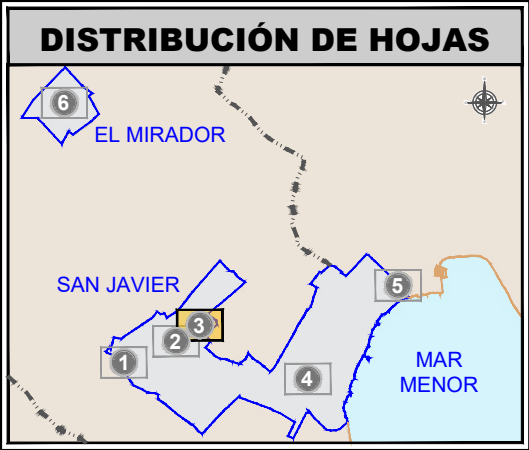 DISTRIBUCIÓN DE HOJAS
6
EL MIRADOR
SAN JAVIER
5
3
2
1
4
MAR
MENOR